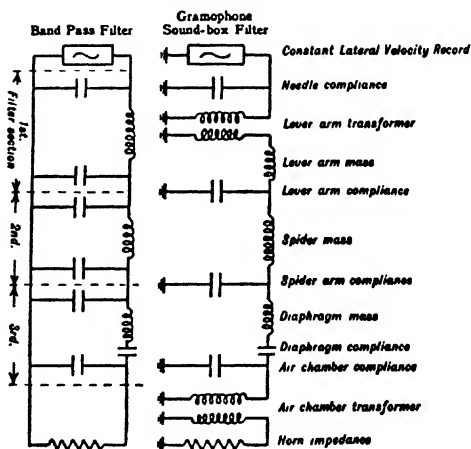 Band Pass Filter
Gramophone
Sound-box Filter
Constant Lateral Velocity Record
Needle compliance
Lever arm transformer
Lever arm mass
Lever arm compliance
Spider mass
Spider arm compliance
Diaphragm mass
Diaphragm compliance
Air chamber compliance
Air chamber transformer
Horn impedance
1st.
Filter section
2nd.
3rd.